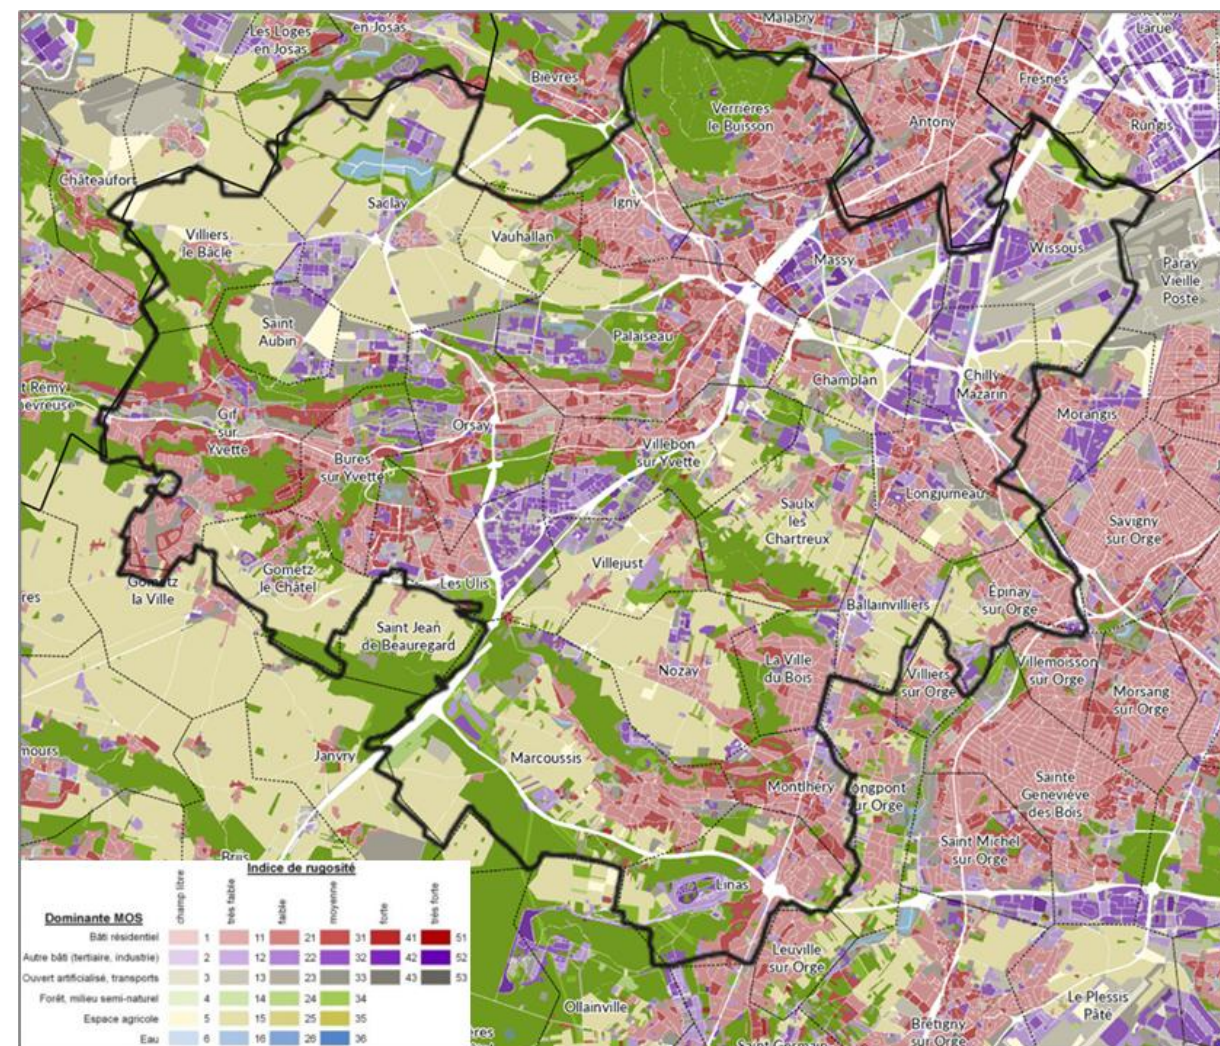 Malabry
Larue
Les Loges
en Josas
en Josas
Bièvres
Fresnes
Verrières
le Buisson
Antony
Rungis
Châteaufort
Saclay
Igny
Villiers
le Bâcle
Vauhallan
Massy
Wissous
Paray
Vieille
Poste
Saint
Aubin
Palaiseau
Champlan
Chilly
Mazarin
t Rémy
Gif
sur
Yvette
Orsay
Morangis
Bures
sur Yvette
Villebon
sur Yvette
Saulx
les
Chartreux
Longjumeau
Savigny
sur Orge
Gometz
la Ville
Gometz
le Châtel
Les Ulis
Villejust
Ballainvilliers
Épinay
sur Orge
res
Saint Jean
de Beauregard
Nozay
La Ville
du Bois
Villiers
sur Orge
Villemoisson
sur Orge
Morsang
sur Orge
mours
Janvry
Marcoussis
Montlhéry
ongpont
ur Orge
Sainte
Geneviève
des Bois
Saint Michel
sur Orge
Briis
Linas
Leuville
sur Orge
Ollainville
Le Plessis
Pâté
Brétigny
sur Orge
Saint Germain
ères
Indice de rugosité
champ libre
très faible
faible
moyenne
forte
très forte
Dominante MOS
Bâti résidentiel 1 11 21 31 41 51
Autre bâti (tertiaire, industrie) 2 12 22 32 42 52
Ouvert artificialisé, transports 3 13 23 33 43 53
Forêt, milieu semi-naturel 4 14 24 34
Espace agricole 5 15 25 35
Eau 6 16 26 36